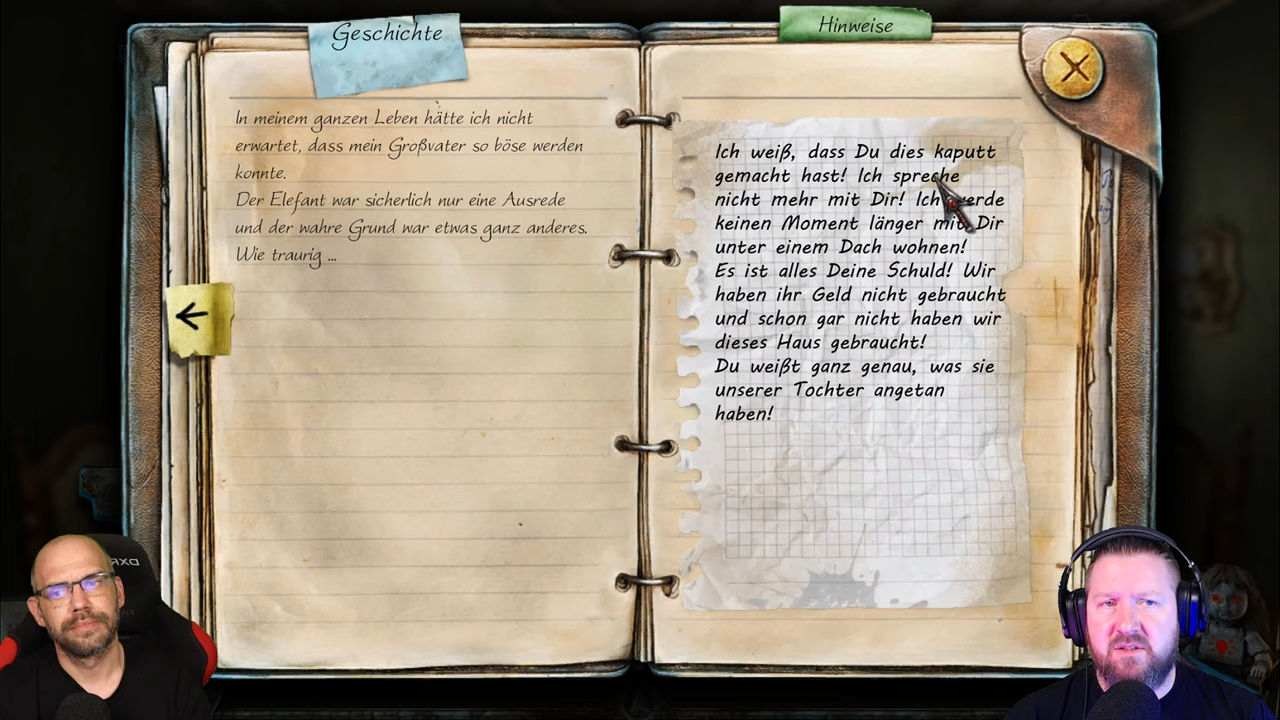 Geschichte
In meinem ganzen Leben hätte ich nicht
erwartet, dass mein Großvater so böse werden
konnte.
Der Elefant war sicherlich nur eine Ausrede
und der wahre Grund war etwas ganz anderes.
Wie traurig ...
Hinweise
Ich weiß, dass Du dies kaputt
gemacht hast! Ich spreche
nicht mehr mit Dir! Ich
keinen Moment länger mit Dir
unter einem Dach wohnen!
Es ist alles Deine Schuld! Wir
haben ihr Geld nicht gebraucht
und schon gar nicht haben wir
dieses Haus gebraucht!
Du weißt ganz genau, was sie
unserer Tochter angetan
haben!